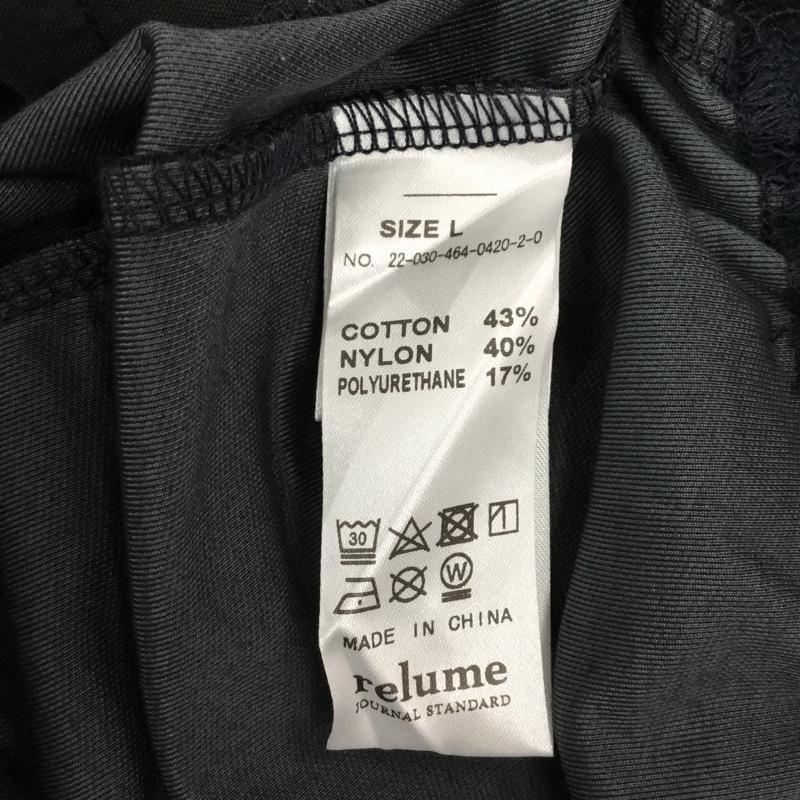 SIZE L
NO. 22-030-464-0420-2-0
COTTON 43%
NYLON 40%
POLYURETHANE 17%
30
W
MADE IN CHINA
relume
JOURNAL STANDARD